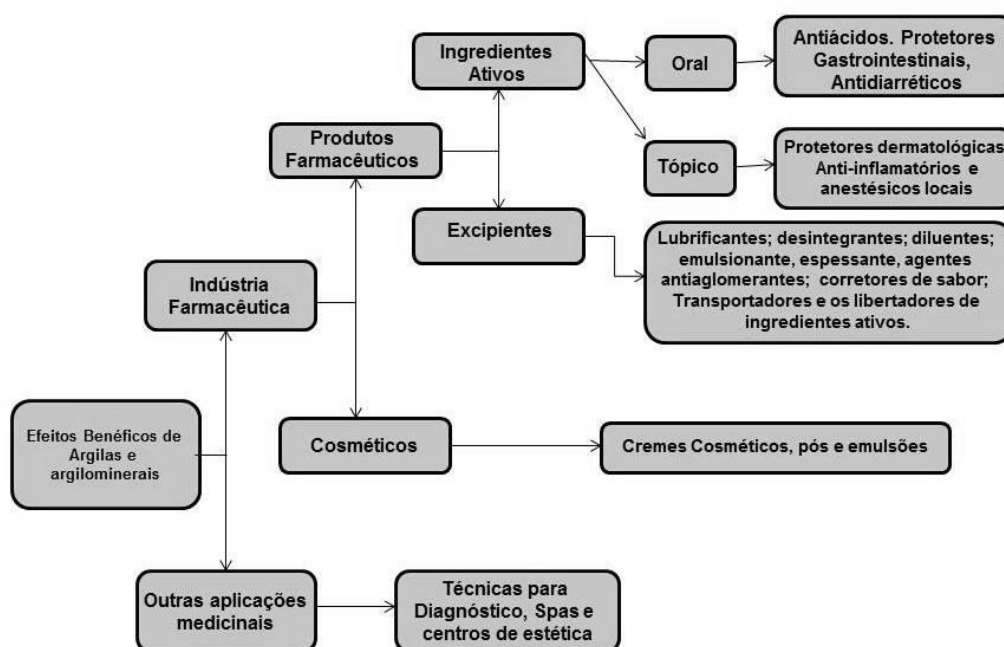 Ingredientes
Ativos
Oral
Antiácidos. Protetores
Gastrointestinais,
Antidiarréticos
Produtos
Farmacêuticos
Tópico
Protetores dermatológicas
Anti-inflamatórios e
anestésicos locais
Excipientes
Lubrificantes; desintegrantes; diluentes;
emulsionante, espessante, agentes
antiaglomerantes; corretores de sabor;
Transportadores e os libertadores de
ingredientes ativos.
Indústria
Farmacêutica
Efeitos Benéficos de
Argilas e
argilominerais
Cosméticos
Cremes Cosméticos, pós e emulsões
Outras aplicações
medicinais
Técnicas para
Diagnóstico, Spas e
centros de estética